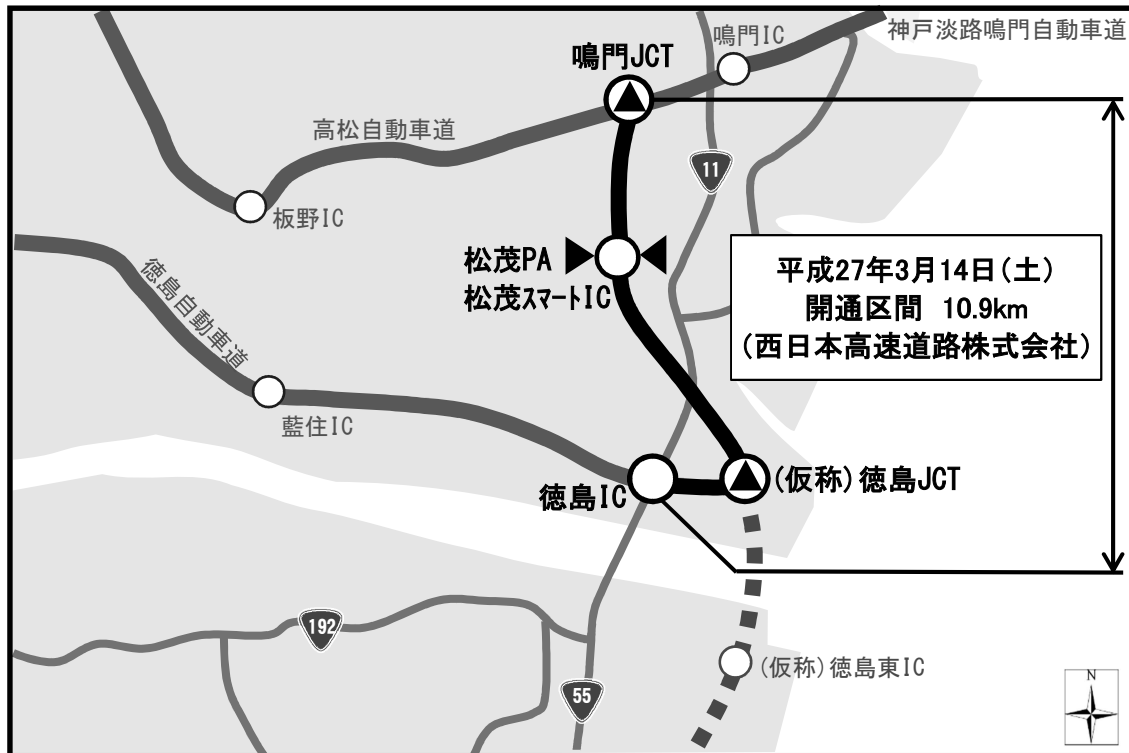 神戸淡路鳴門自動車道
鳴門IC
鳴門JCT
高松自動車道
11
板野IC
松茂PA
松茂スマートIC
平成27年3月14日(土)
開通区間 10.9km
(西日本高速道路株式会社)
徳島自動車道
藍住IC
徳島IC
(仮称)徳島JCT
192
(仮称)徳島東IC
55
N